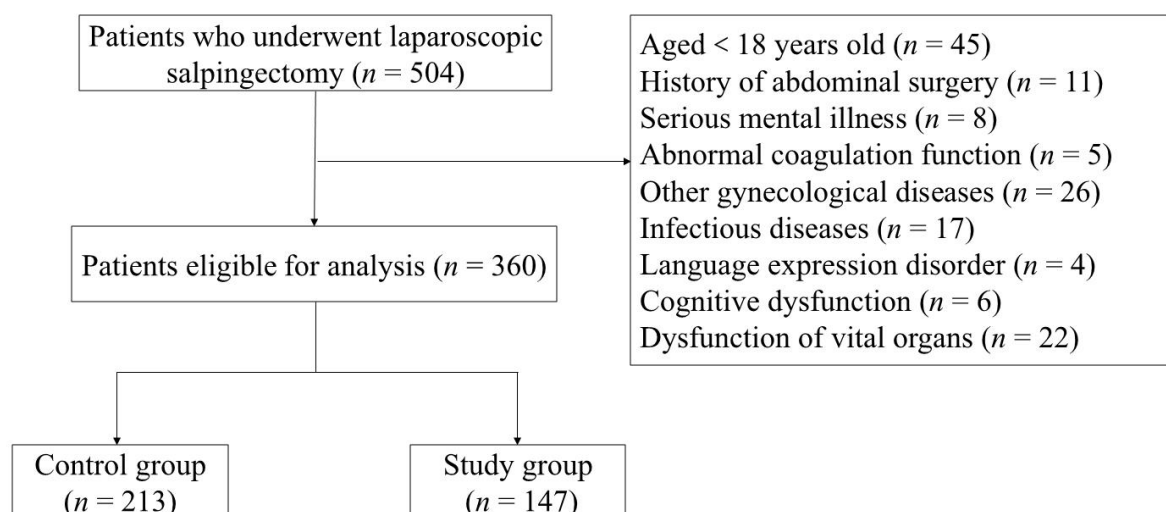 Patients who underwent laparoscopic
salpingectomy (n = 504)
Aged < 18 years old (n = 45)
History of abdominal surgery (n = 11)
Serious mental illness (n = 8)
Abnormal coagulation function (n = 5)
Other gynecological diseases (n = 26)
Infectious diseases (n = 17)
Language expression disorder (n = 4)
Cognitive dysfunction (n = 6)
Dysfunction of vital organs (n = 22)
Patients eligible for analysis (n = 360)
Control group
(n = 213)
Study group
(n = 147)